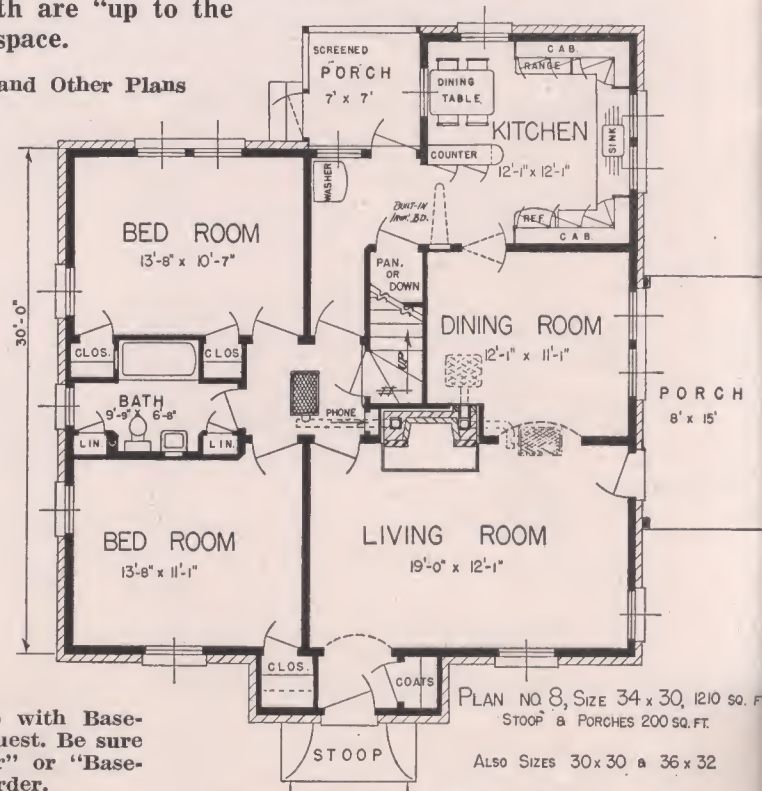 th are "up to the
space.
and Other Plans
SCREENED
PORCH
7' x 7'
DINING
TABLE
CAB.
RANGE
KITCHEN
12'-1" x 12'-1"
SINK
COUNTER
WASHER
BUILT-IN
IRON. BD.
REF.
CAB.
BED ROOM
13'-8" x 10'-7"
PAN.
OR
DOWN
UP
DINING ROOM
12'-1" x 11'-1"
30'-0"
CLOS.
CLOS.
BATH
9'-9" x 6'-8"
LIN.
LIN.
PHONE
PORCH
8' x 15'
BED ROOM
13'-8" x 11'-1"
LIVING ROOM
19'-0" x 12'-1"
CLOS.
COATS
STOOP
with Base-
uest. Be sure
" or "Base-
rder.
PLAN NO. 8, SIZE 34 x 30, 1210 SQ. F
STOOP & PORCHES 200 SQ. FT.
ALSO SIZES 30 x 30 & 36 x 32